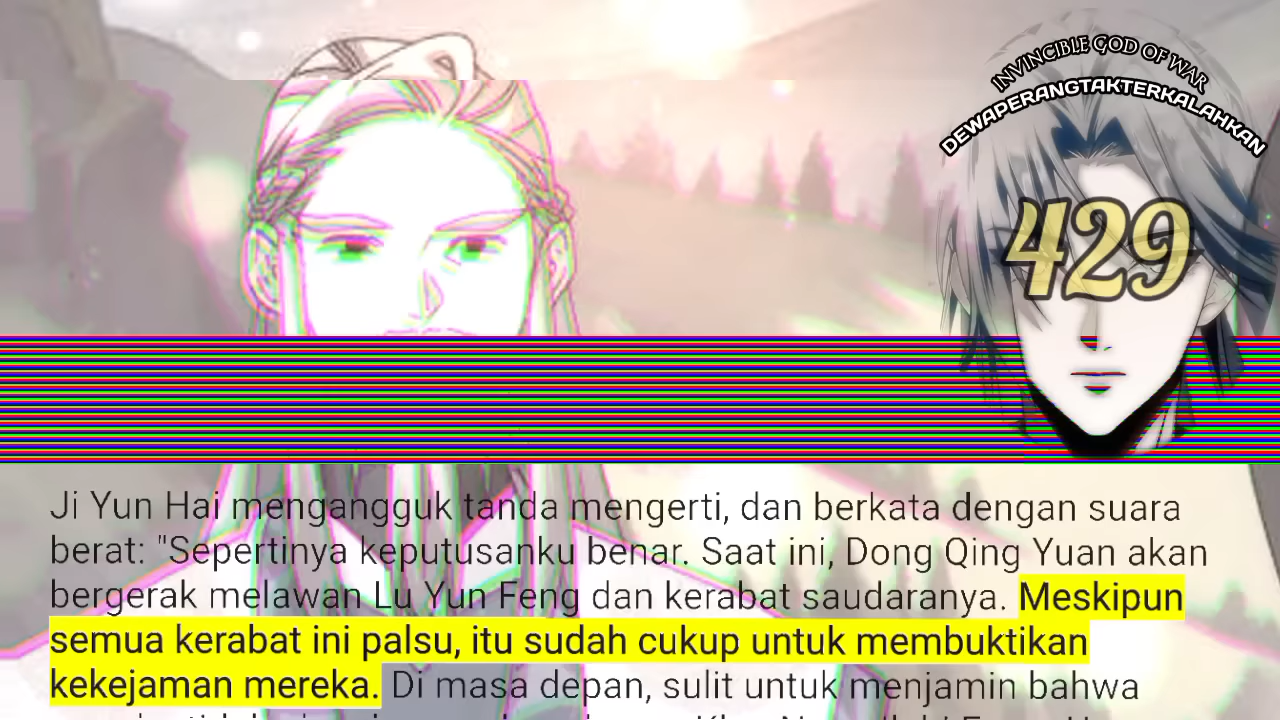 INVINCIBLE GOD OF WAR
DEWAPERANGTAKTERKALAHKAN
429
Ji Yun Hai mengangguk tanda mengerti, dan berkata dengan suara
berat: "Sepertinya keputusanku benar. Saat ini, Dong Qing Yuan akan
bergerak melawan Lu Yun Feng dan kerabat saudaranya. Meskipun
semua kerabat ini palsu, itu sudah cukup untuk membuktikan
kekejaman mereka. Di masa depan, sulit untuk menjamin bahwa